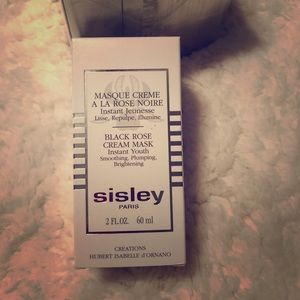 MASQUE CREME
A LA ROSE NOIRE
Instant Jeunesse
Lisse, Repulpe, Illumine
BLACK ROSE
CREAM MASK
Instant Youth
Smoothing, Plumping,
Brightening
sisley
PARIS
2 FL.OZ. 60 ml
CREATIONS
HUBERT ISABELLE d'ORNANO